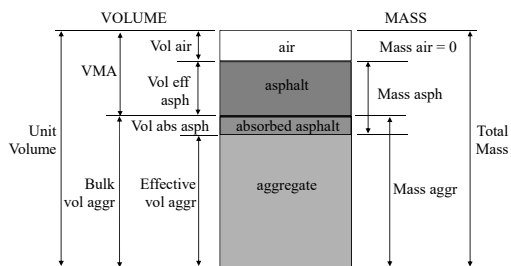 VOLUME
MASS
Vol air
air
Mass air = 0
VMA
Vol eff
asph
asphalt
Mass asph
Unit
Volume
Vol abs asph
absorbed asphalt
Total
Mass
Bulk
vol aggr
Effective
vol aggr
aggregate
Mass aggr